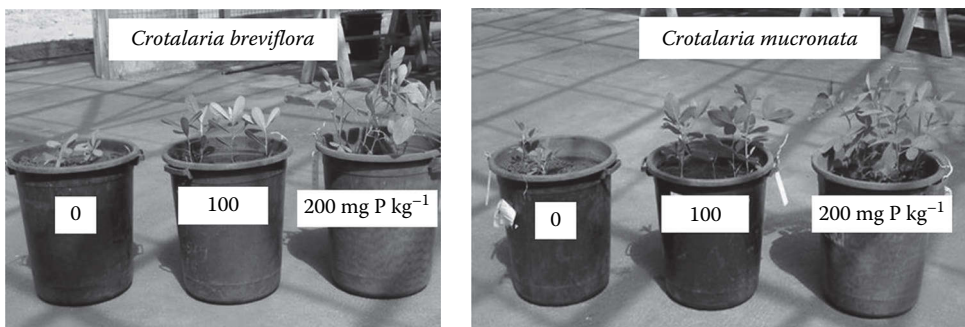 Crotalaria breviflora
0
100
200 mg P kg⁻¹
Crotalaria mucronata
0
100
200 mg P kg⁻¹